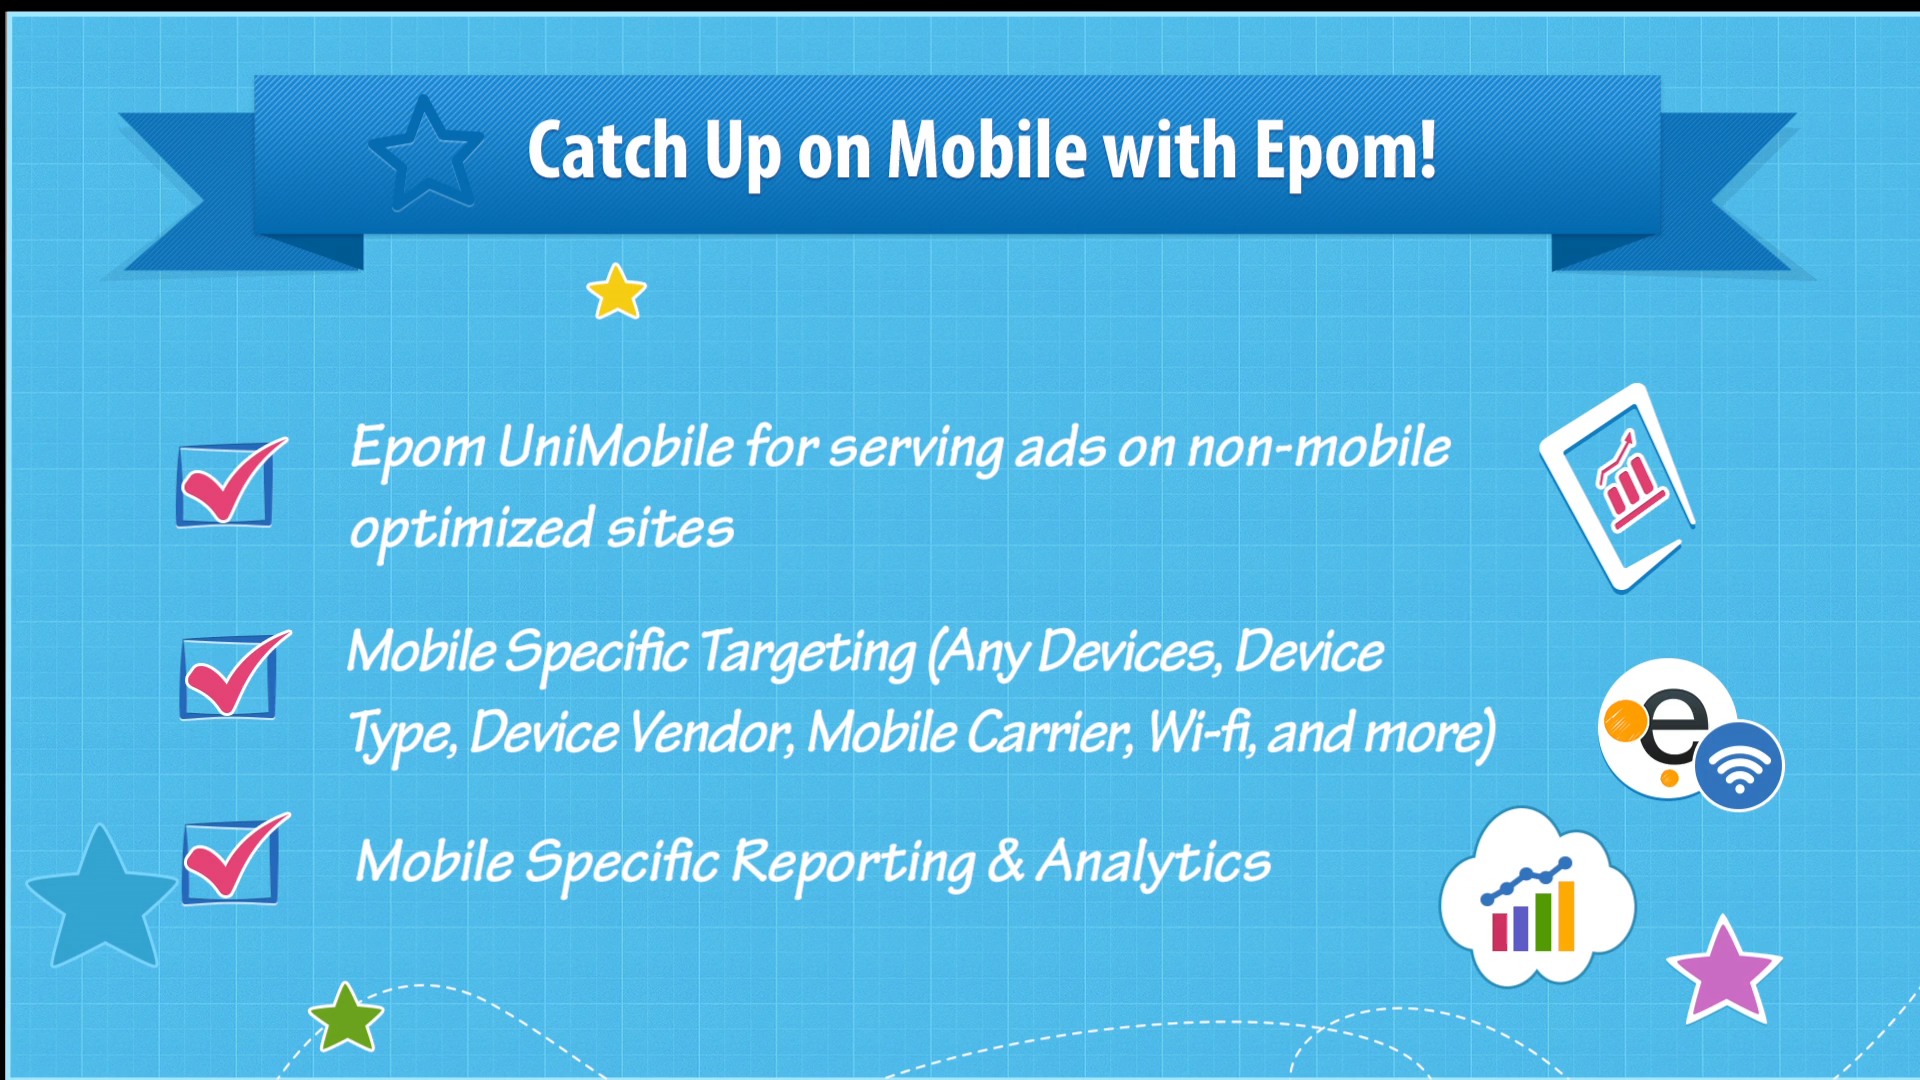 Catch Up on Mobile with Epom!
Epom UniMobile for serving ads on non-mobile
optimized sites
Mobile Specific Targeting (Any Devices, Device
Type, Device Vendor, Mobile Carrier, Wi-fi, and more)
e
Mobile Specific Reporting & Analytics